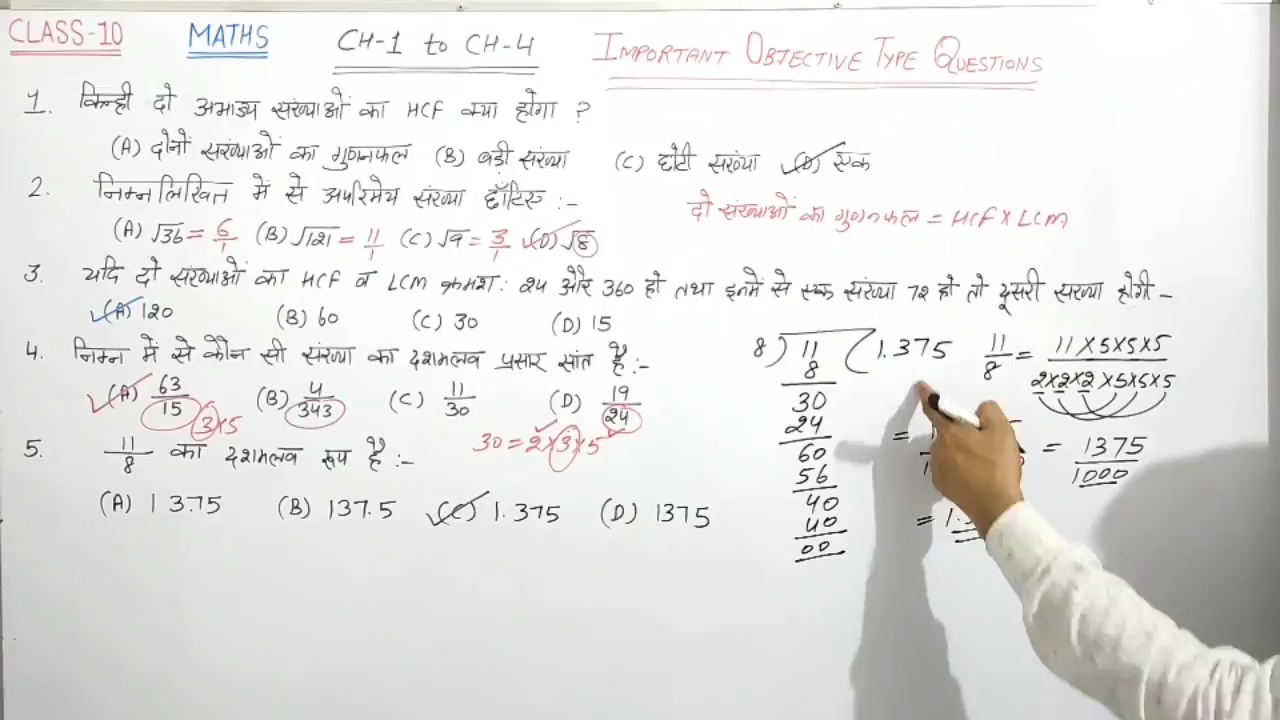 CLASS-10 MATHS CH-1 to CH-4 IMPORTANT OBJECTIVE TYPE QUESTIONS
1. किन्ही दो अभाज्य संख्याओं का HCF क्या होगा ?
(A) दोनों संख्याओं का गुणनफल (B) बड़ी संख्या (C) छोटी संख्या (D) एक
2. निम्नलिखित में से अपरिमेय संख्या छाँटिए :-
दो संख्याओं का गुणनफल = HCF × LCM
(A) √36 = 6/1 (B) √121 = 11/1 (C) √9 = 3/1 (D) √8
3. यदि दो संख्याओं का HCF व LCM क्रमश: 24 और 360 हो तथा इनमें से एक संख्या 72 हो तो दूसरी संख्या होगी -
(A) 120 (B) 60 (C) 30 (D) 15
4. निम्न में से कौन सी संख्या का दशमलव प्रसार सांत है :-
(A) 63/15 (B) 4/343 (C) 11/30 (D) 19/24
3×5
30 = 2×3×5
5. 11/8 का दशमलव रूप है :-
(A) 13.75 (B) 137.5 (C) 1.375 (D) 1375
8) 11 (1.375
8
30
24
60
56
40
40
00
11/8 = 11×5×5×5/2×2×2×5×5×5
= = 1375/1000
=